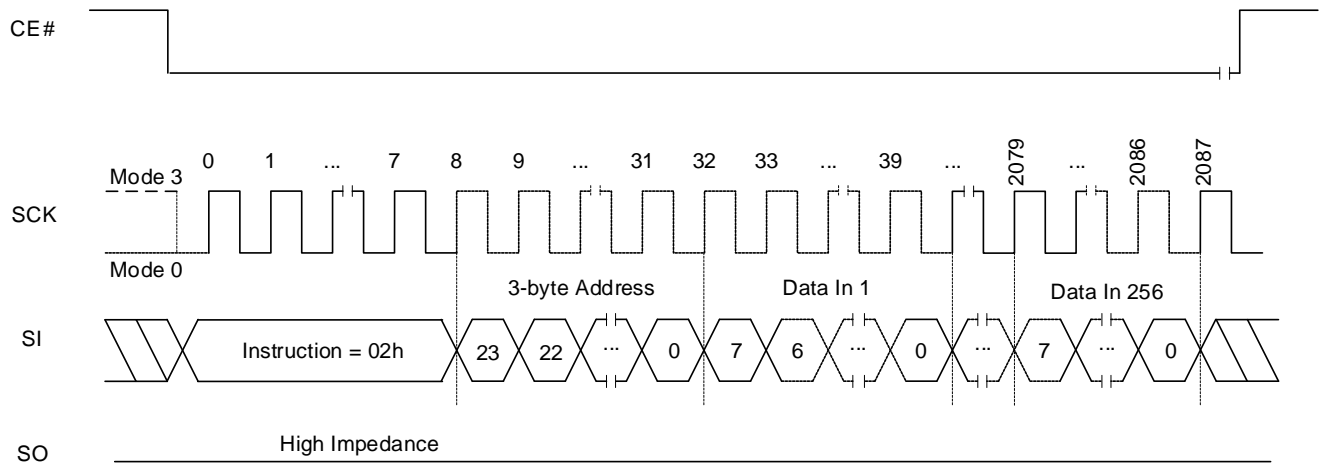 CE#
0 1 ... 7 8 9 ... 31 32 33 ... 39 ... 2079 ... 2086 2087
Mode 3
SCK
Mode 0
3-byte Address Data In 1 Data In 256
SI Instruction = 02h 23 22 ... 0 7 6 ... 0 ... 7 ... 0
High Impedance
SO